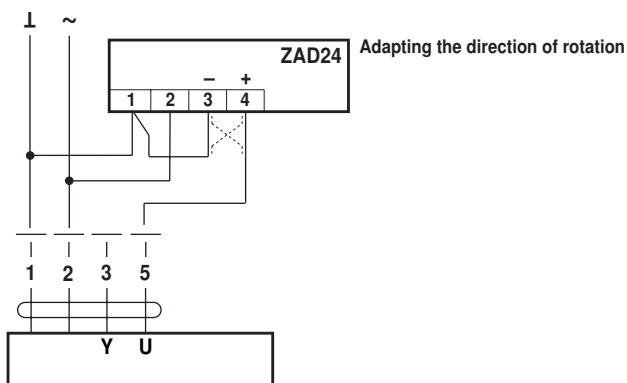 ⊥ ~
ZAD24
Adapting the direction of rotation
– +
1 2 3 4
1 2 3 5
Y U